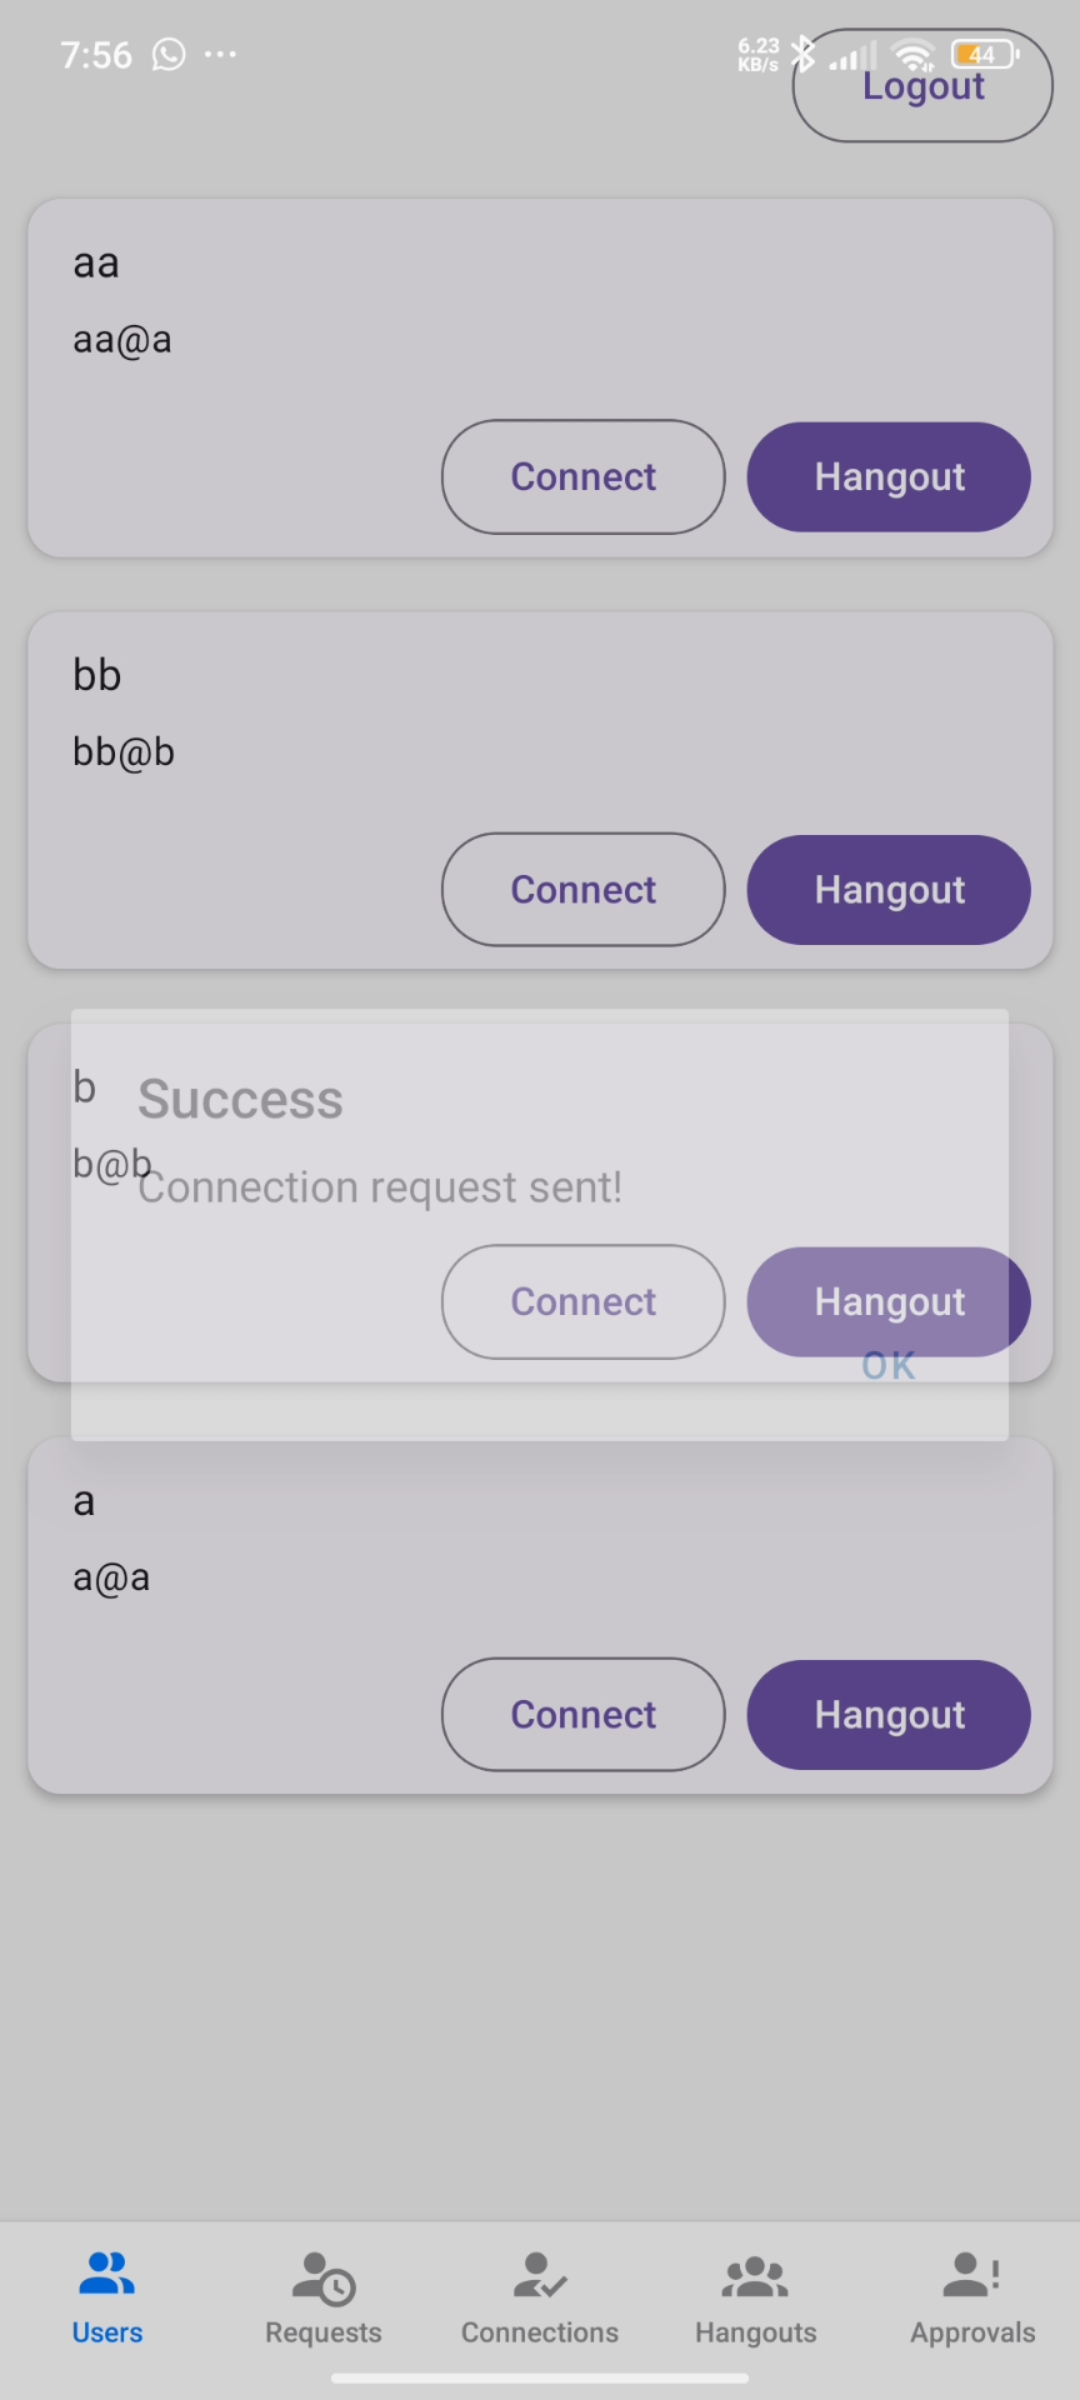 7:56
6.23
KB/s
44
Logout
aa
aa@a
Connect Hangout
bb
bb@b
Connect Hangout
b
Success
b@b
Connection request sent!
Connect Hangout
OK
a
a@a
Connect Hangout
Users Requests Connections Hangouts Approvals